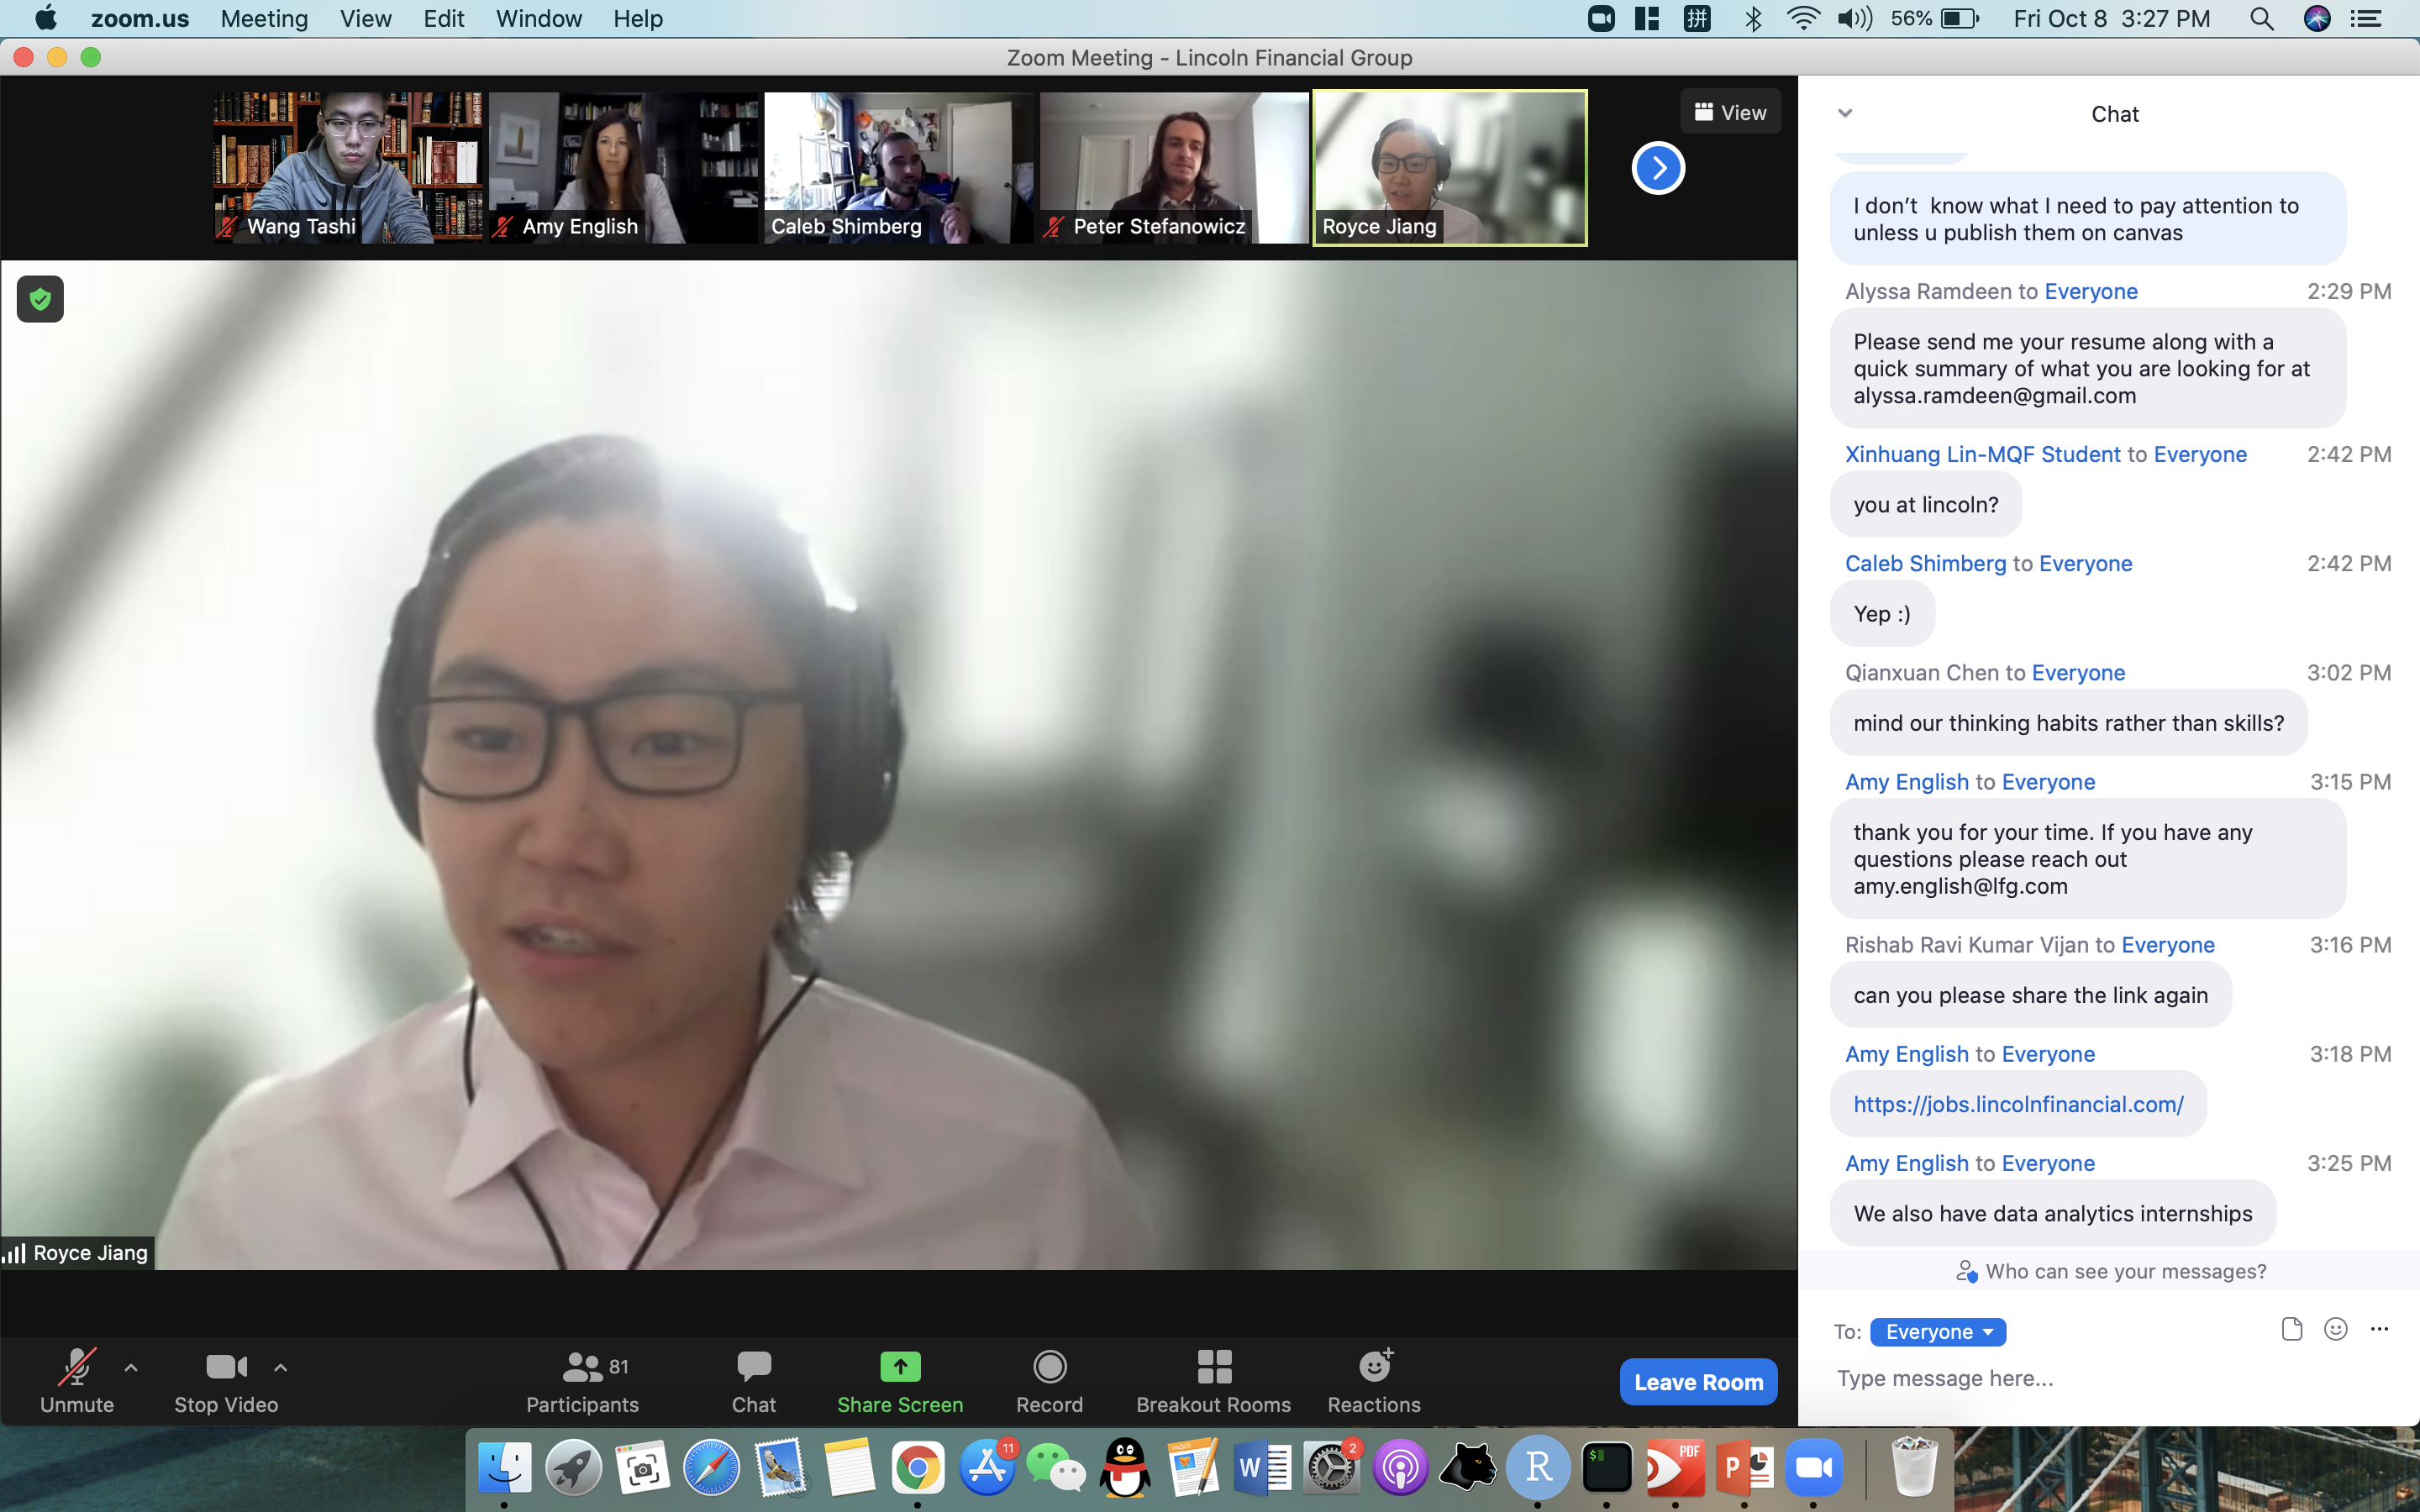 zoom.us Meeting View Edit Window Help
拼 56% Fri Oct 8 3:27 PM
Zoom Meeting - Lincoln Financial Group
Wang Tashi
Amy English
Caleb Shimberg
Peter Stefanowicz
Royce Jiang
View
Royce Jiang
Chat
I don’t  know what I need to pay attention to
unless u publish them on canvas
Alyssa Ramdeen to Everyone 2:29 PM
Please send me your resume along with a
quick summary of what you are looking for at
alyssa.ramdeen@gmail.com
Xinhuang Lin-MQF Student to Everyone 2:42 PM
you at lincoln?
Caleb Shimberg to Everyone 2:42 PM
Yep :)
Qianxuan Chen to Everyone 3:02 PM
mind our thinking habits rather than skills?
Amy English to Everyone 3:15 PM
thank you for your time. If you have any
questions please reach out
amy.english@lfg.com
Rishab Ravi Kumar Vijan to Everyone 3:16 PM
can you please share the link again
Amy English to Everyone 3:18 PM
https://jobs.lincolnfinancial.com/
Amy English to Everyone 3:25 PM
We also have data analytics internships
Who can see your messages?
To: Everyone
Type message here...
Unmute
Stop Video
81
Participants
Chat
Share Screen
Record
Breakout Rooms
Reactions
Leave Room
11
PAGES
W
2
R
$
PDF
P